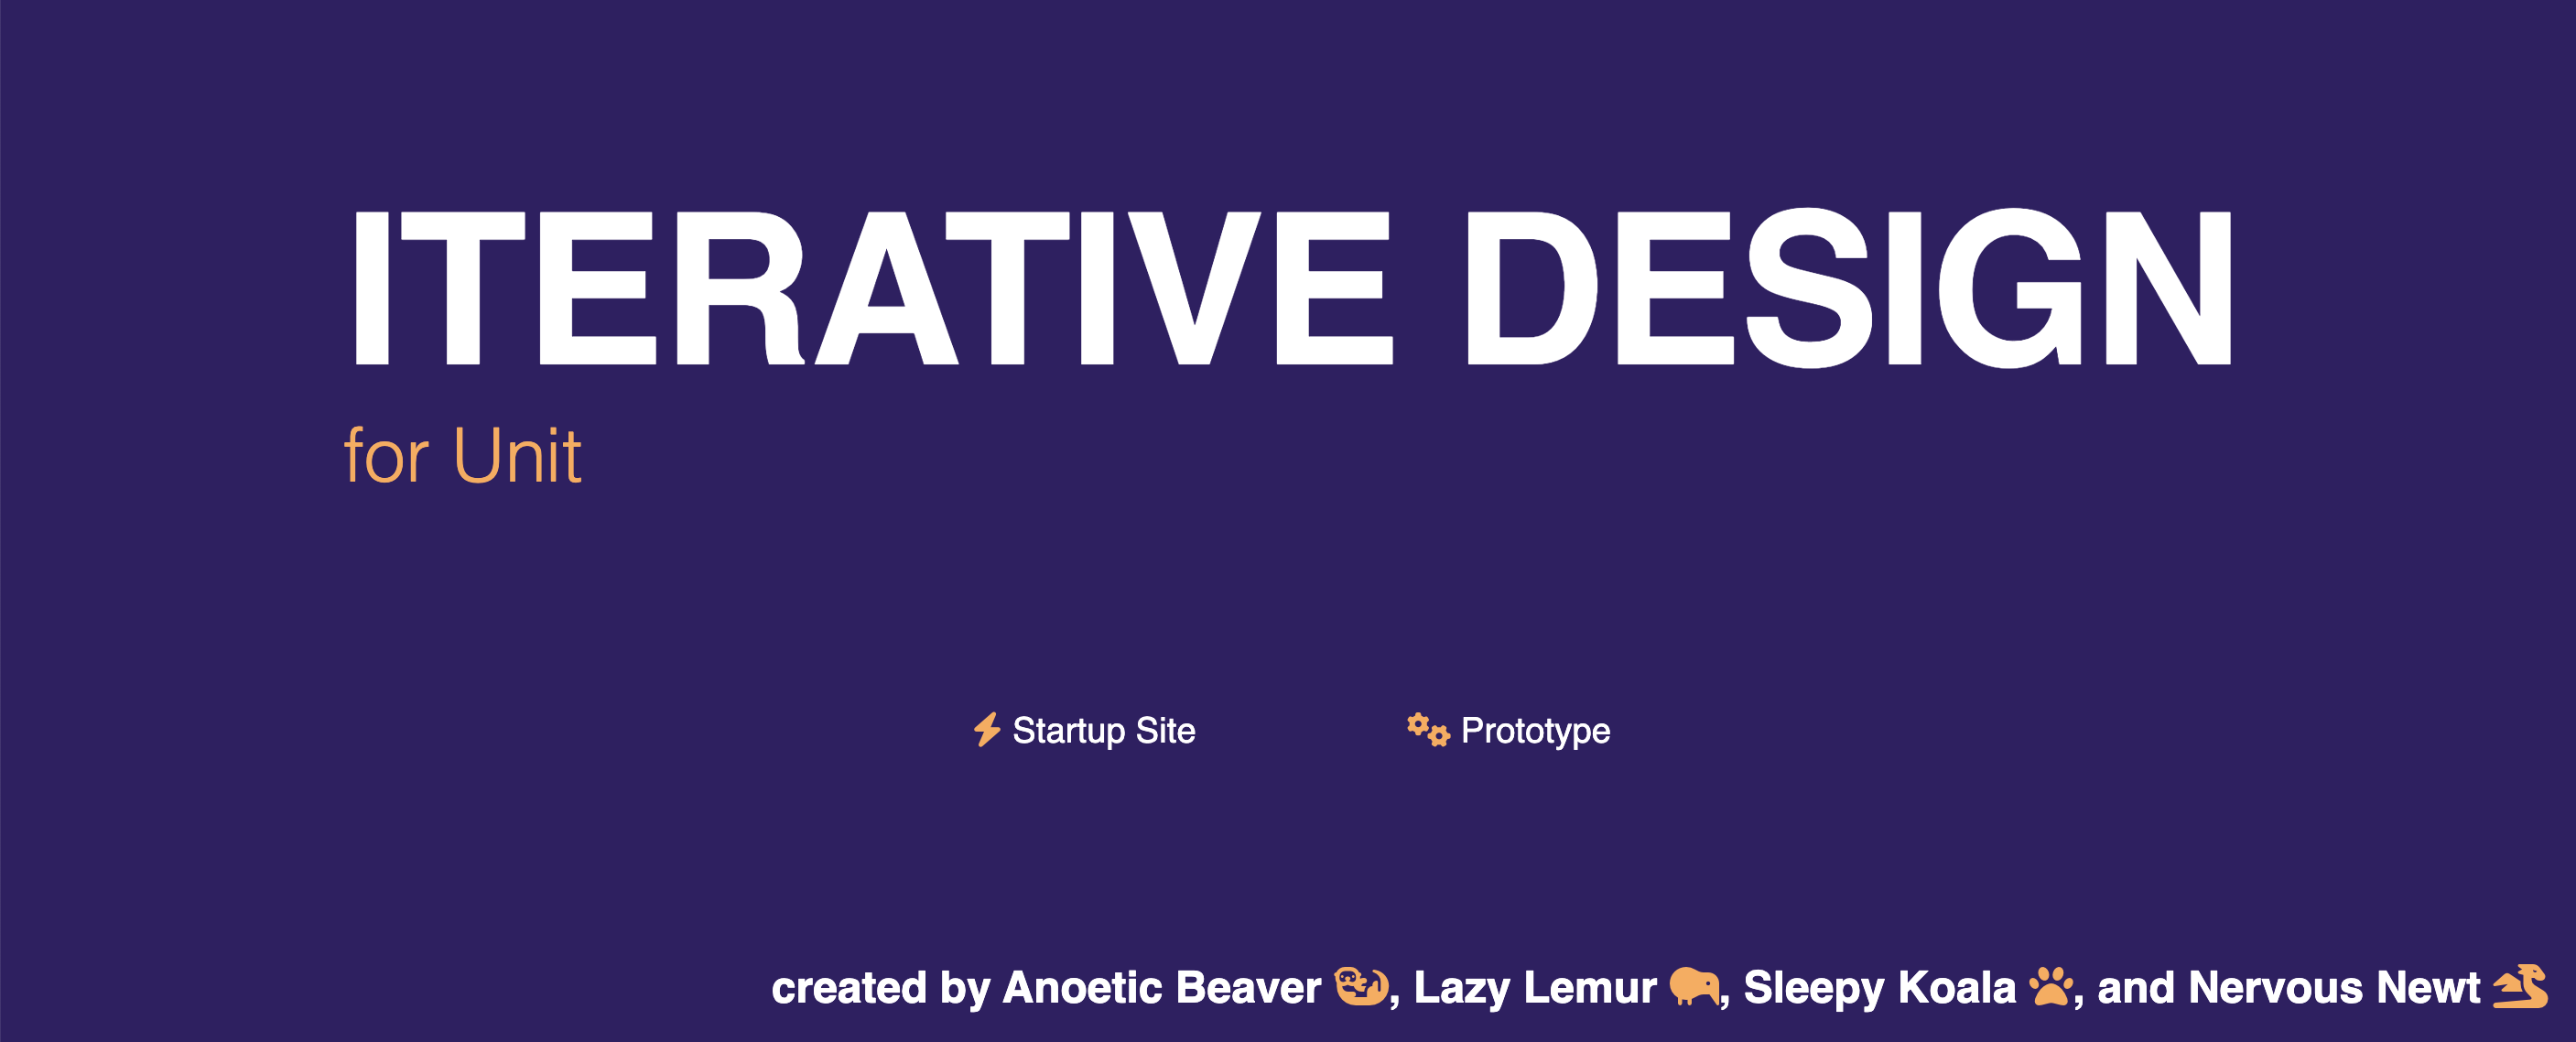 ITERATIVE DESIGN
for Unit
Startup Site
Prototype
created by Anoetic Beaver , Lazy Lemur , Sleepy Koala , and Nervous Newt